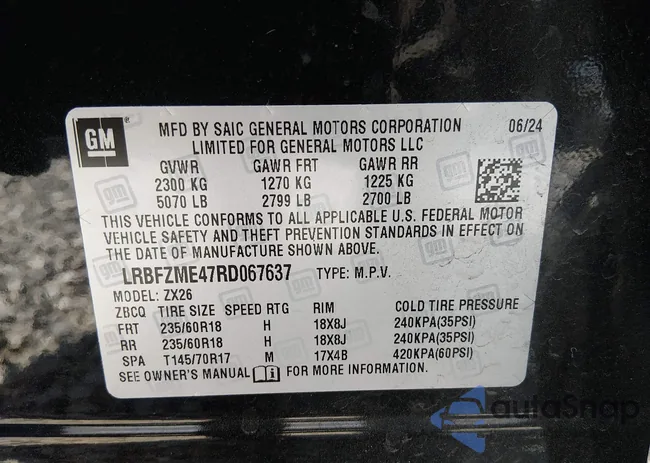 GM
MFD BY SAIC GENERAL MOTORS CORPORATION 06/24
LIMITED FOR GENERAL MOTORS LLC
GVWR GAWR FRT GAWR RR
2300 KG 1270 KG 1225 KG
5070 LB 2799 LB 2700 LB
THIS VEHICLE CONFORMS TO ALL APPLICABLE U.S. FEDERAL MOTOR
VEHICLE SAFETY AND THEFT PREVENTION STANDARDS IN EFFECT ON
THE DATE OF MANUFACTURE SHOWN ABOVE.
LRBFZME47RD067637 TYPE: M.P.V.
MODEL: ZX26
ZBCQ TIRE SIZE SPEED RTG RIM COLD TIRE PRESSURE
FRT 235/60R18 H 18X8J 240KPA(35PSI)
RR 235/60R18 H 18X8J 240KPA(35PSI)
SPA T145/70R17 M 17X4B 420KPA(60PSI)
SEE OWNER'S MANUAL FOR MORE INFORMATION.
autoSnap